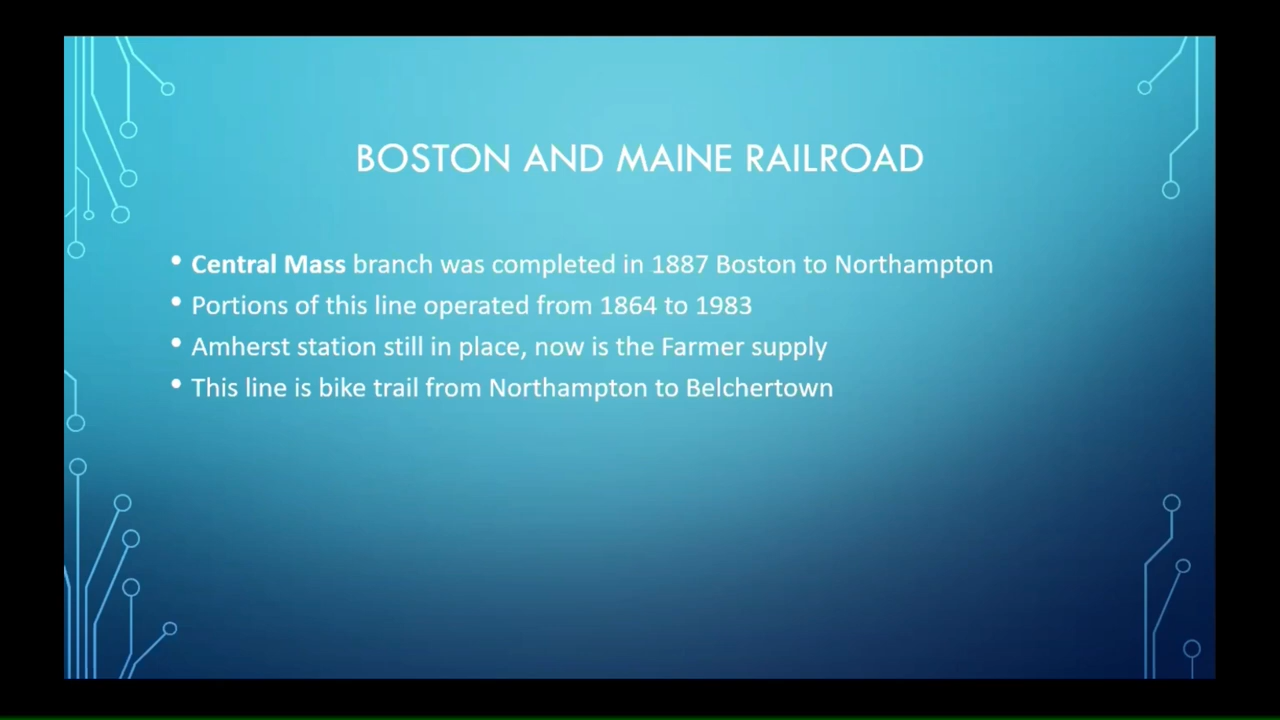 BOSTON AND MAINE RAILROAD
• Central Mass branch was completed in 1887 Boston to Northampton
• Portions of this line operated from 1864 to 1983
• Amherst station still in place, now is the Farmer supply
• This line is bike trail from Northampton to Belchertown